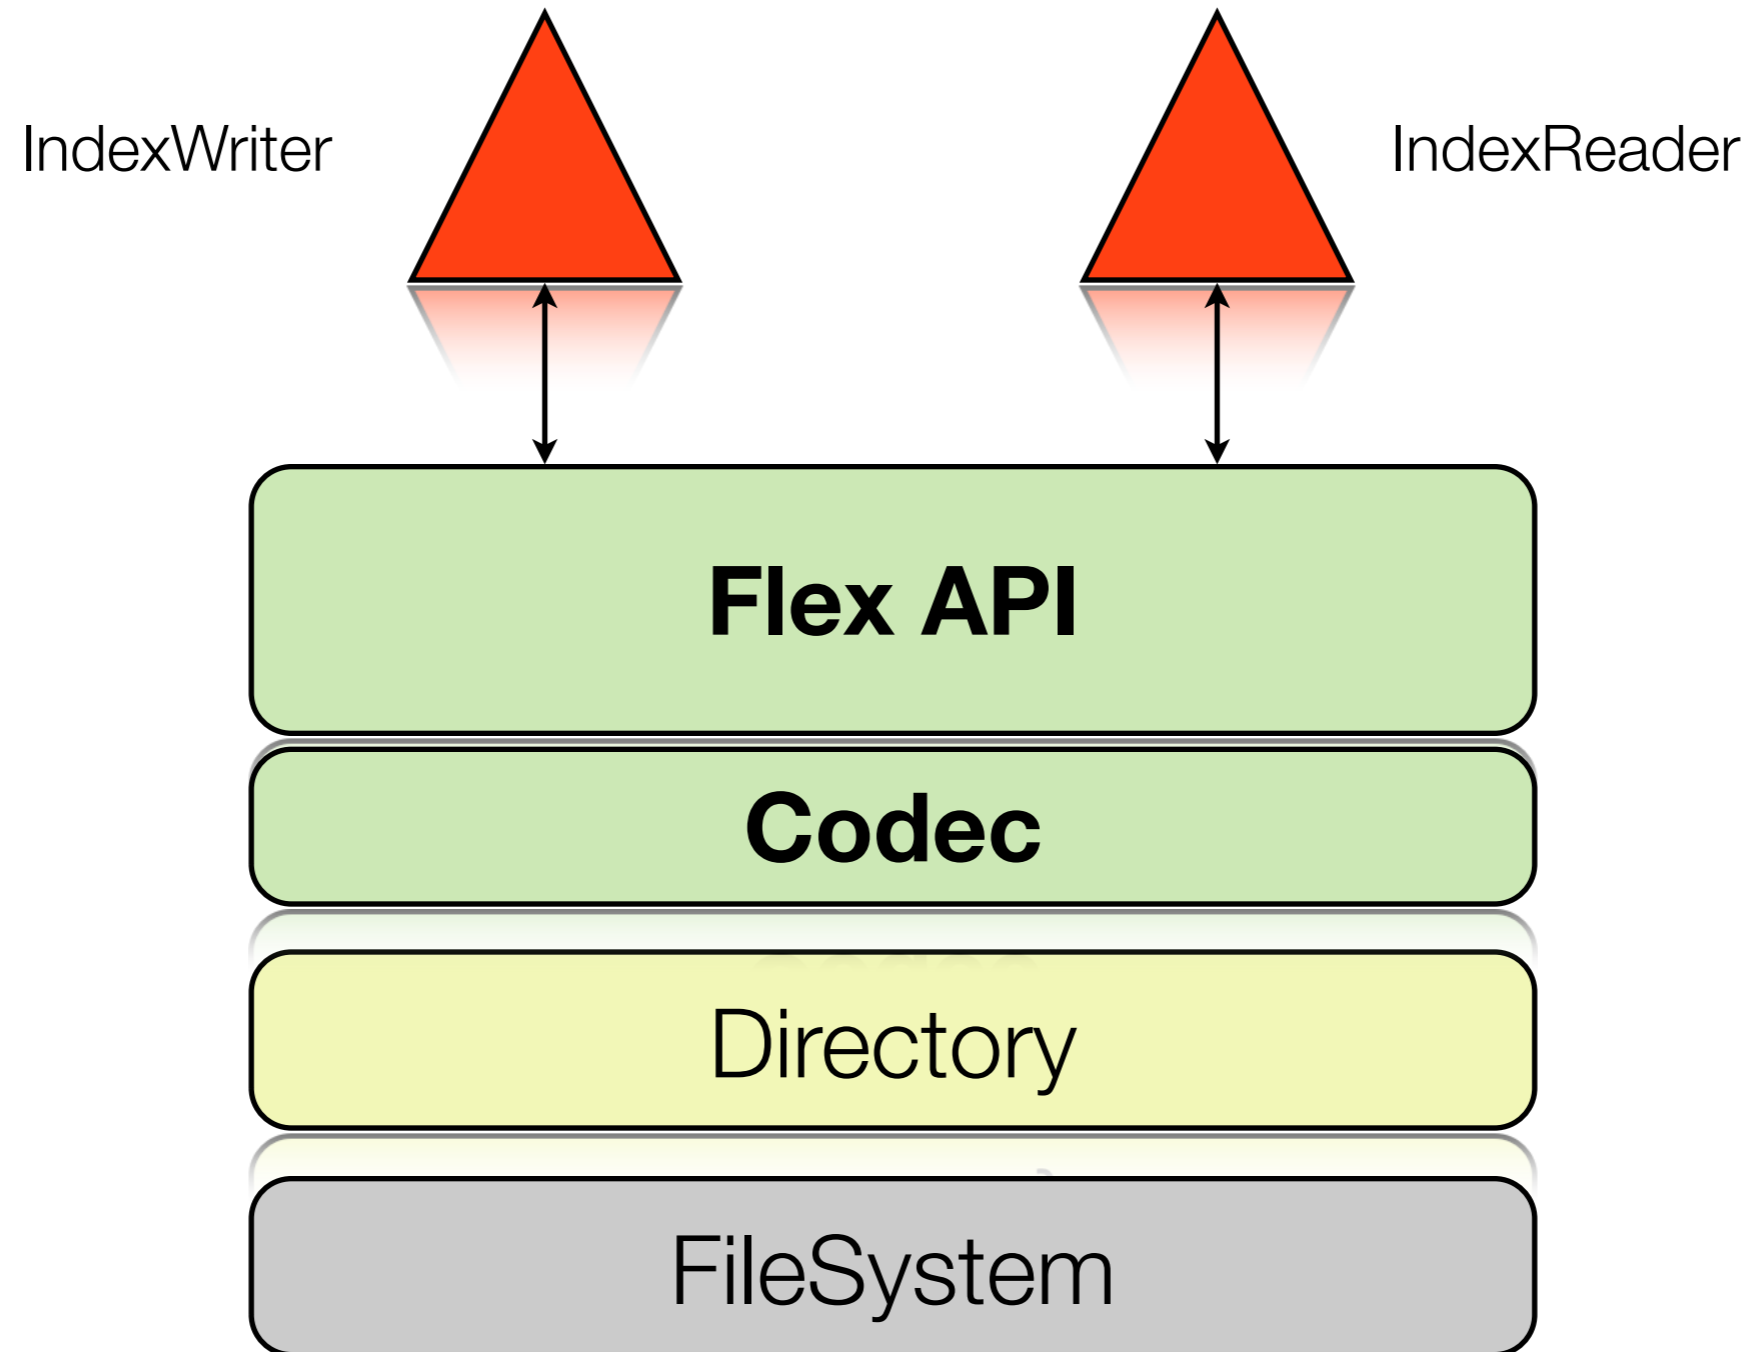 IndexWriter
IndexReader
Flex API
Codec
Directory
FileSystem